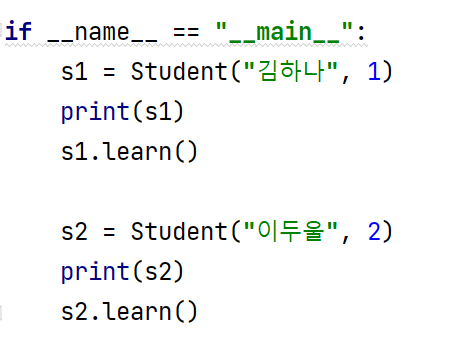 if __name__ == "__main__":
    s1 = Student("김하나", 1)
    print(s1)
    s1.learn()

    s2 = Student("이두울", 2)
    print(s2)
    s2.learn()